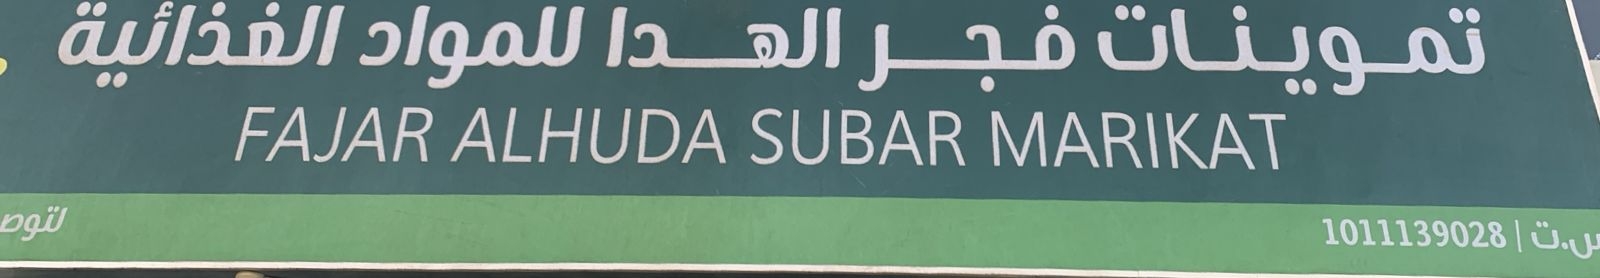 تموينات فجر الهدا للمواد الغذائية
FAJAR ALHUDA SUBAR MARIKAT
س.ت | 1011139028